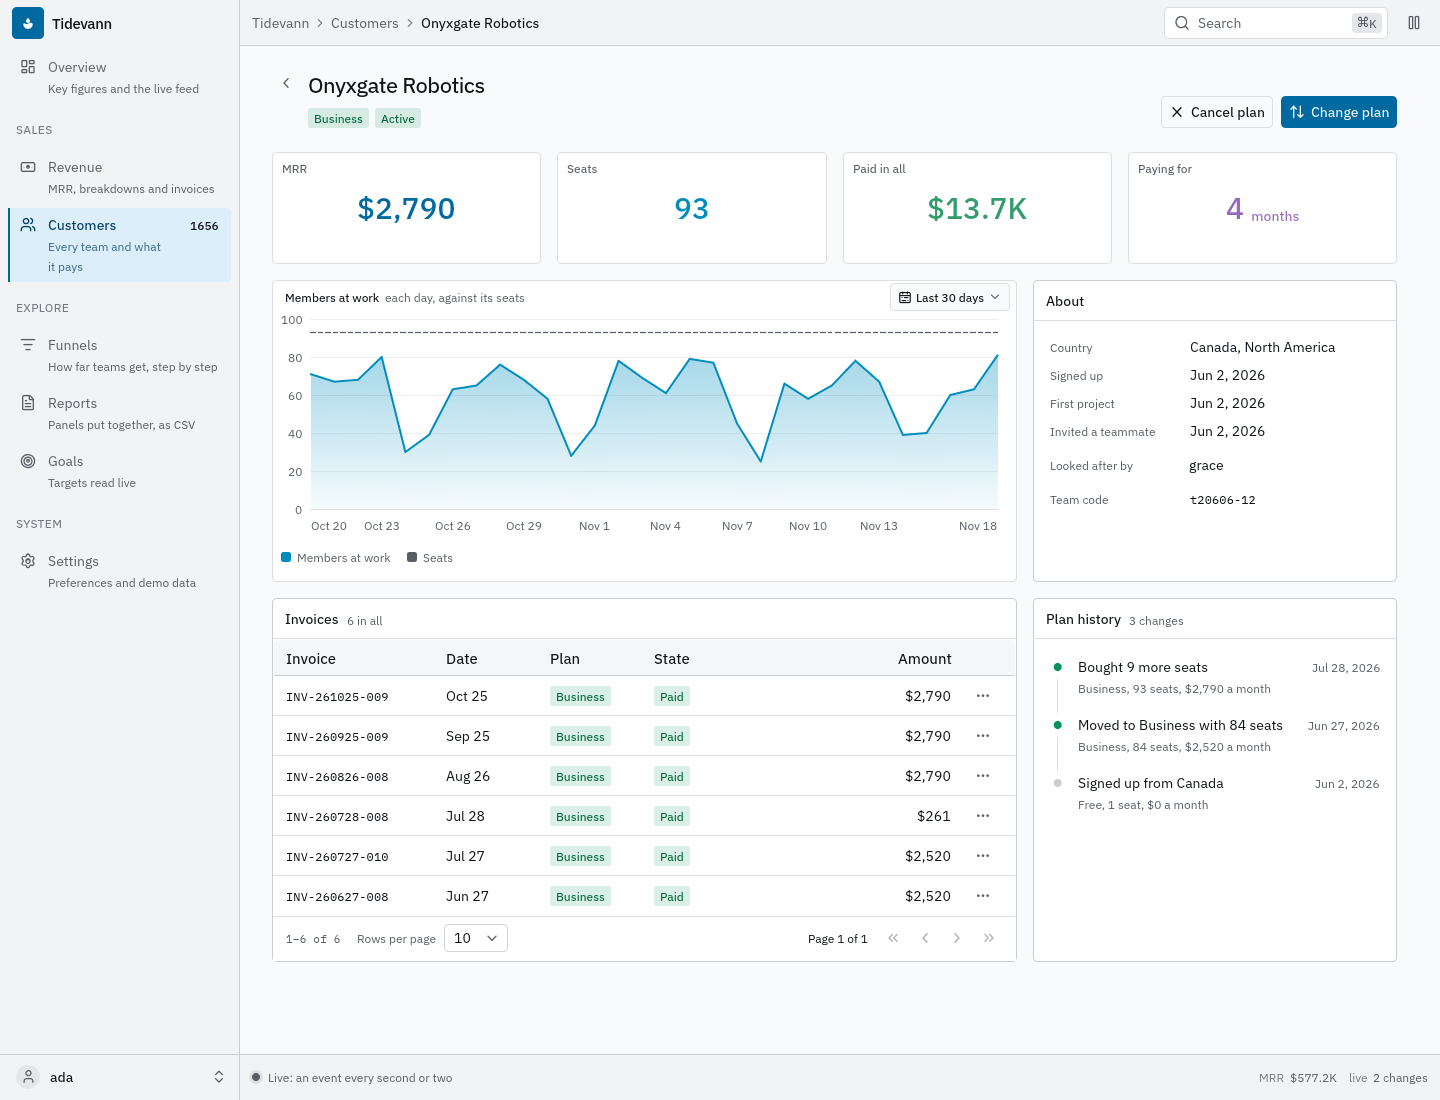 Tidevann
Overview
Key figures and the live feed
SALES
Revenue
MRR, breakdowns and invoices
Customers 1656
Every team and what
it pays
EXPLORE
Funnels
How far teams get, step by step
Reports
Panels put together, as CSV
Goals
Targets read live
SYSTEM
Settings
Preferences and demo data
ada
Tidevann Customers Onyxgate Robotics
Search ⌘K
Onyxgate Robotics
Business Active
Cancel plan Change plan
MRR
$2,790
Seats
93
Paid in all
$13.7K
Paying for
4 months
Members at work each day, against its seats
Last 30 days
100
80
60
40
20
0
Oct 20 Oct 23 Oct 26 Oct 29 Nov 1 Nov 4 Nov 7 Nov 10 Nov 13 Nov 18
Members at work Seats
About
Country Canada, North America
Signed up Jun 2, 2026
First project Jun 2, 2026
Invited a teammate Jun 2, 2026
Looked after by grace
Team code t20606-12
Invoices 6 in all
Invoice Date Plan State Amount
INV-261025-009 Oct 25 Business Paid $2,790
INV-260925-009 Sep 25 Business Paid $2,790
INV-260826-008 Aug 26 Business Paid $2,790
INV-260728-008 Jul 28 Business Paid $261
INV-260727-010 Jul 27 Business Paid $2,520
INV-260627-008 Jun 27 Business Paid $2,520
1–6 of 6 Rows per page 10 Page 1 of 1
Plan history 3 changes
Bought 9 more seats Jul 28, 2026
Business, 93 seats, $2,790 a month
Moved to Business with 84 seats Jun 27, 2026
Business, 84 seats, $2,520 a month
Signed up from Canada Jun 2, 2026
Free, 1 seat, $0 a month
Live: an event every second or two
MRR $577.2K live 2 changes